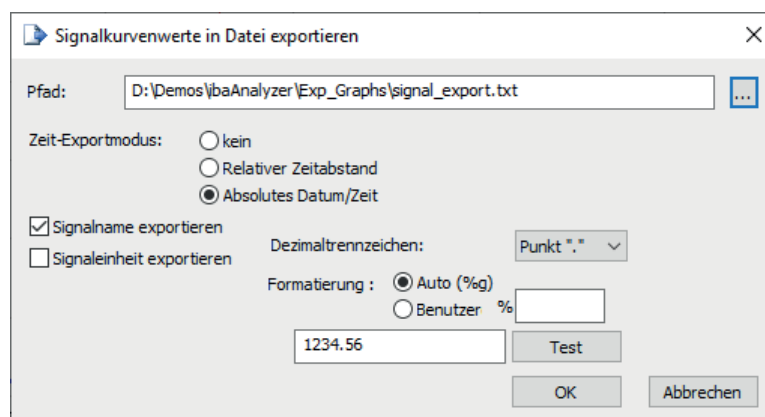 Signalkurvenwerte in Datei exportieren
Pfad: D:\Demos\ibaAnalyzer\Exp_Graphs\signal_export.txt ...
Zeit-Exportmodus: kein
Relativer Zeitabstand
Absolutes Datum/Zeit
Signalname exportieren
Signaleinheit exportieren
Dezimaltrennzeichen: Punkt "."
Formatierung : Auto (%g)
Benutzer %
1234.56 Test
OK Abbrechen